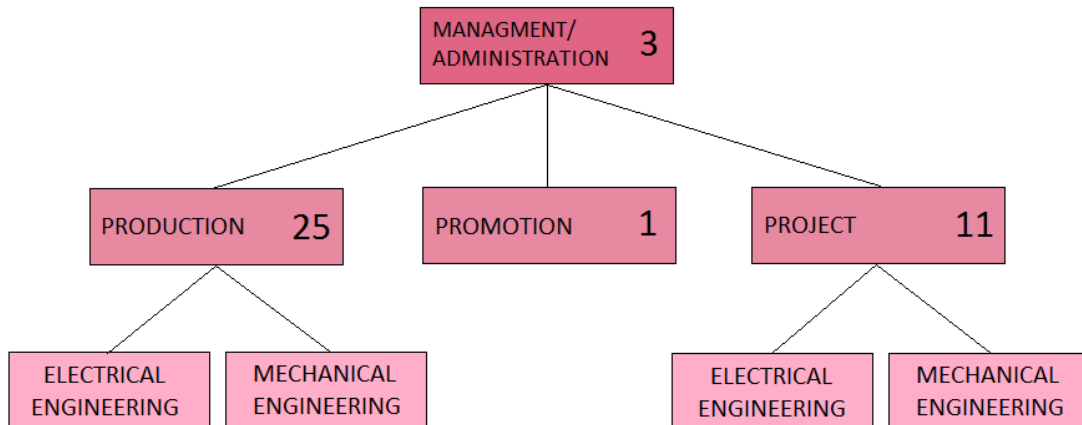 MANAGMENT/
ADMINISTRATION 3
PRODUCTION 25
PROMOTION 1
PROJECT 11
ELECTRICAL
ENGINEERING
MECHANICAL
ENGINEERING
ELECTRICAL
ENGINEERING
MECHANICAL
ENGINEERING